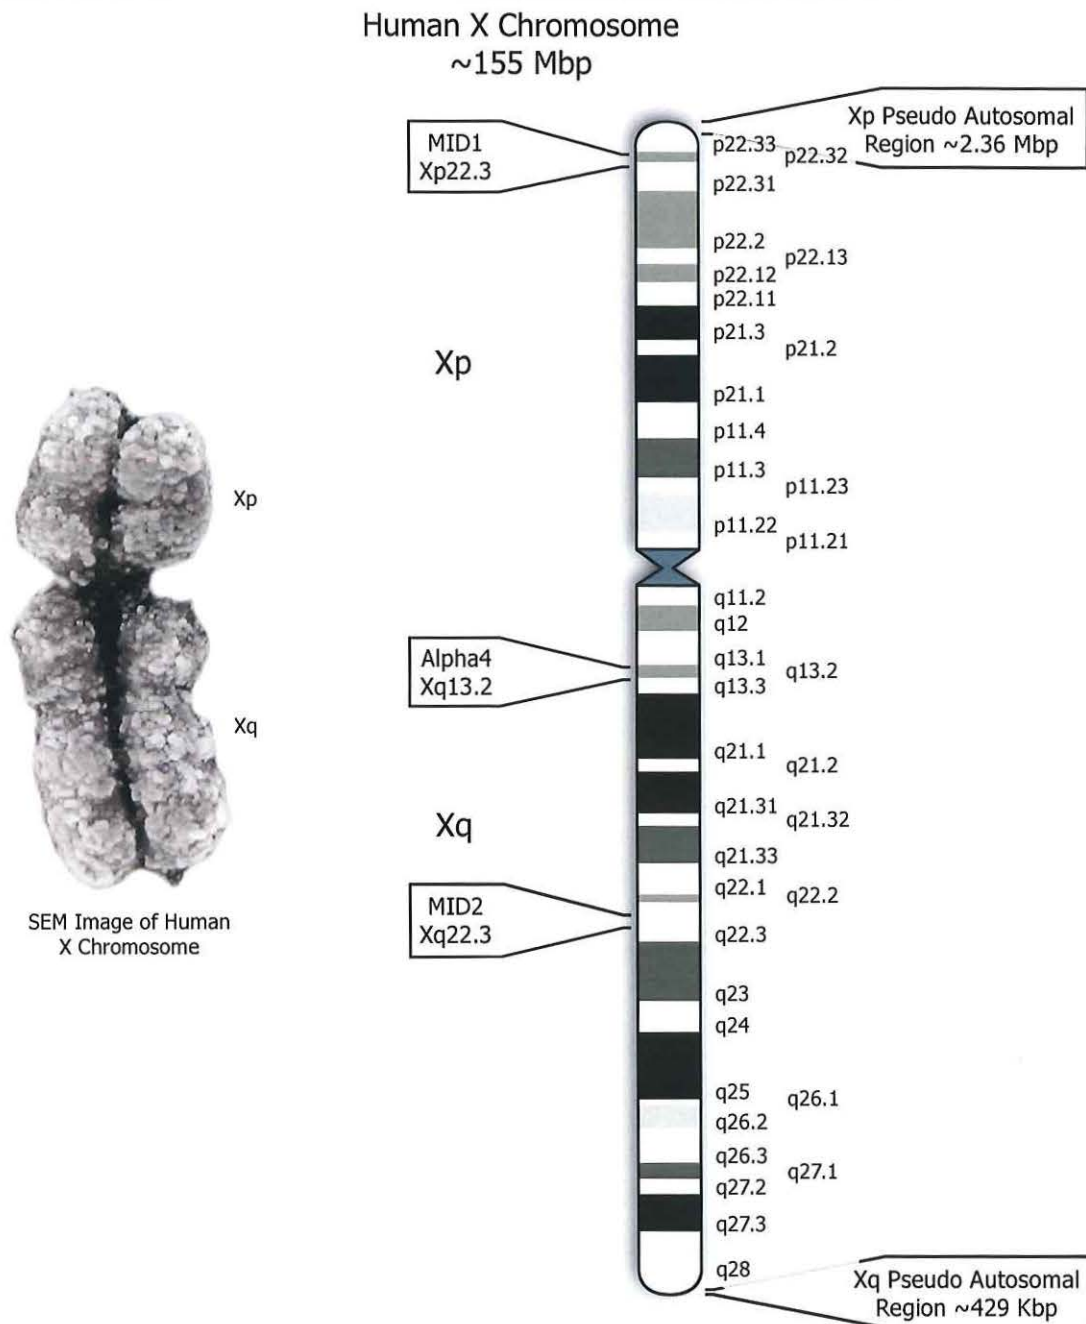 Human X Chromosome
~155 Mbp
Xp Pseudo Autosomal
Region ~2.36 Mbp
MID1
Xp22.3
p22.33
p22.32
p22.31
p22.2
p22.13
p22.12
p22.11
p21.3
p21.2
Xp
p21.1
p11.4
p11.3
p11.23
Xp
p11.22
p11.21
q11.2
q12
Alpha4
Xq13.2
q13.1
q13.2
q13.3
Xq
q21.1
q21.2
q21.31
q21.32
Xq
q21.33
q22.1
q22.2
MID2
Xq22.3
q22.3
SEM Image of Human
X Chromosome
q23
q24
q25
q26.1
q26.2
q26.3
q27.1
q27.2
q27.3
q28
Xq Pseudo Autosomal
Region ~429 Kbp